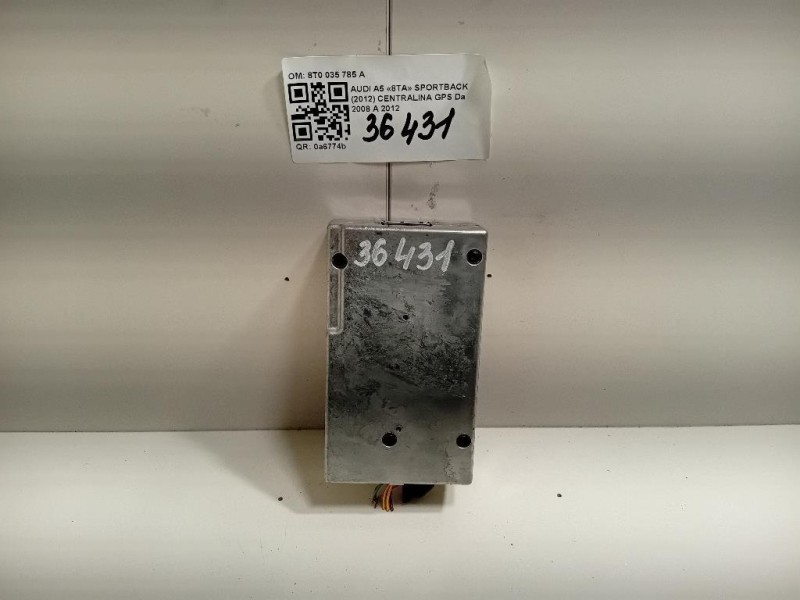 OM: 8T0 035 785 A
AUDI A5 «8TA» SPORTBACK
(2012) CENTRALINA GPS Da
2008 A 2012
36431
QR: 0a6774b
36431